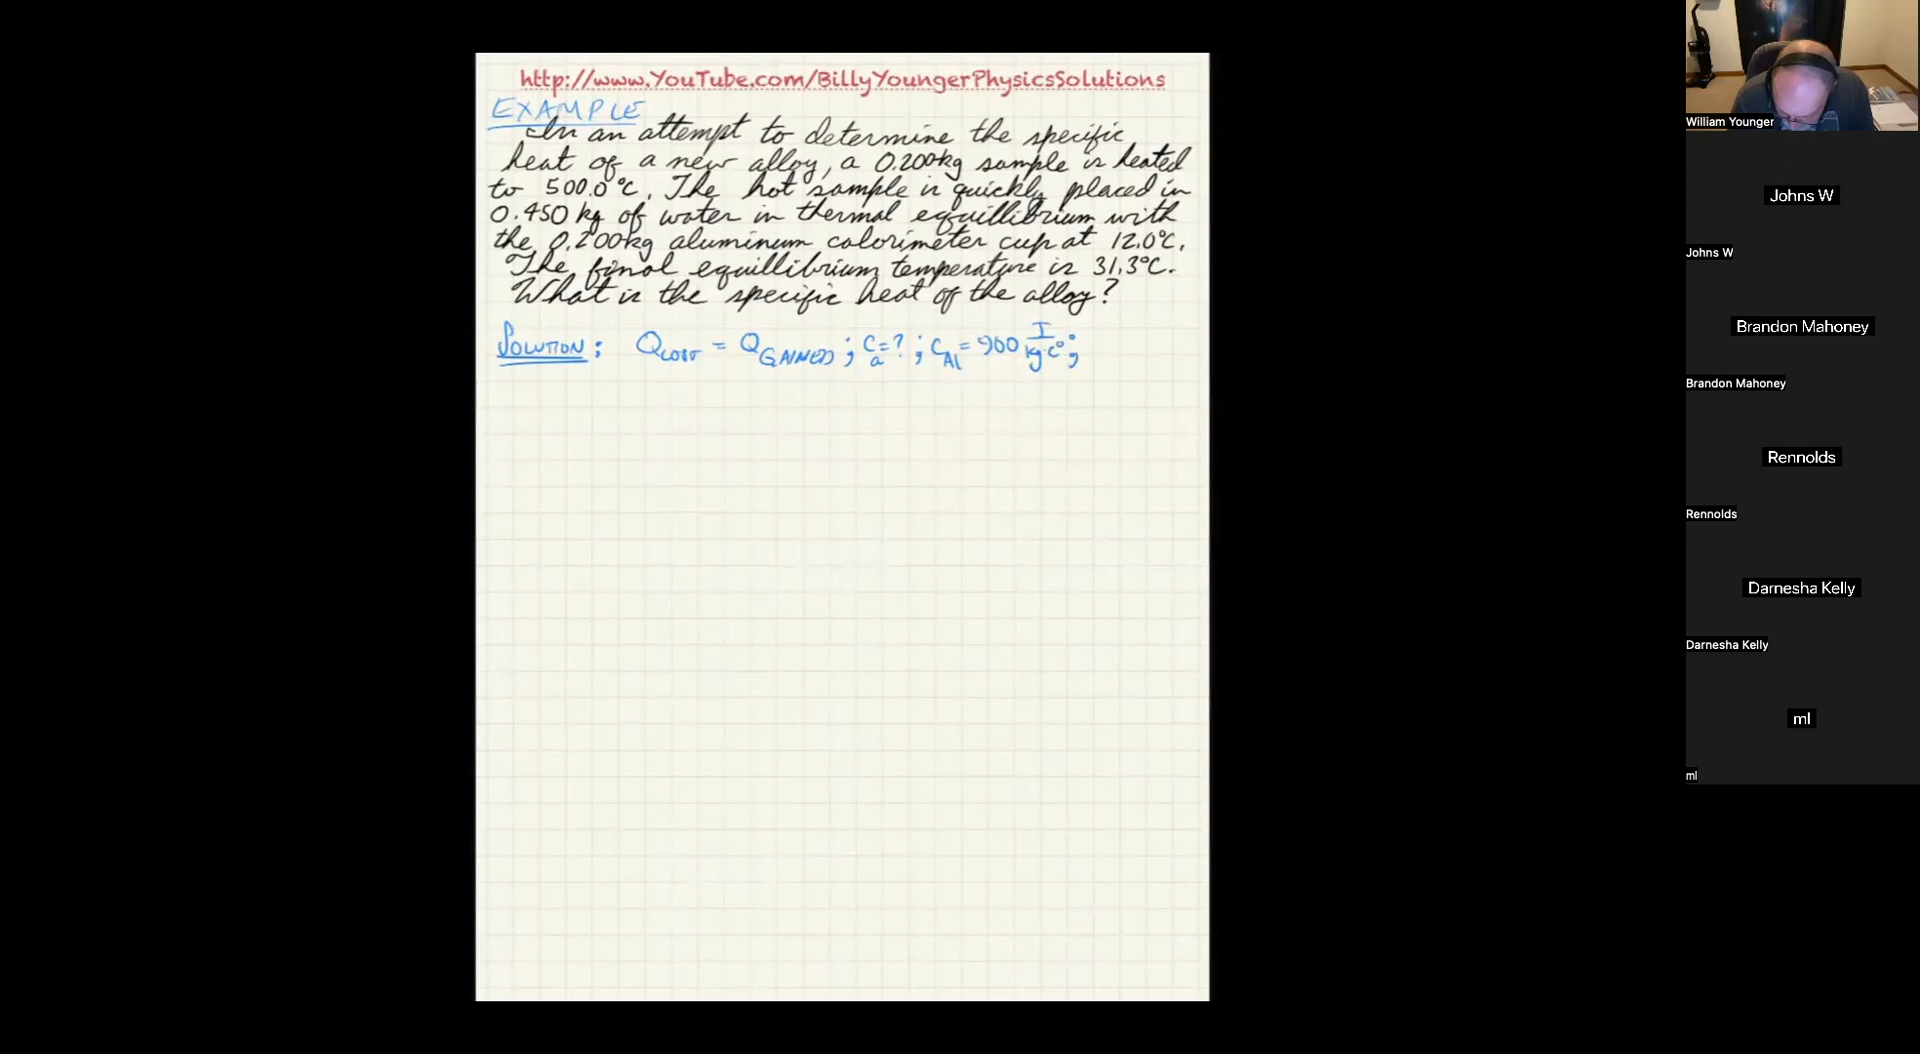 http://www.YouTube.com/BillyYoungerPhysicsSolutions
EXAMPLE
In an attempt to determine the specific
heat of a new alloy, a 0.200kg sample is heated
to 500.0°C. The hot sample is quickly placed in
0.450 kg of water in thermal equillibrium with
the 0.200kg aluminum calorimeter cup at 12.0°C.
The final equillibrium temperature is 31.3°C.
What is the specific heat of the alloy?
SOLUTION: Q_LOST = Q_GAINED ; C_a = ? ; C_Al = 900 J/kg·C° ;
William Younger
Johns W
Johns W
Brandon Mahoney
Brandon Mahoney
Rennolds
Rennolds
Darnesha Kelly
Darnesha Kelly
ml
ml